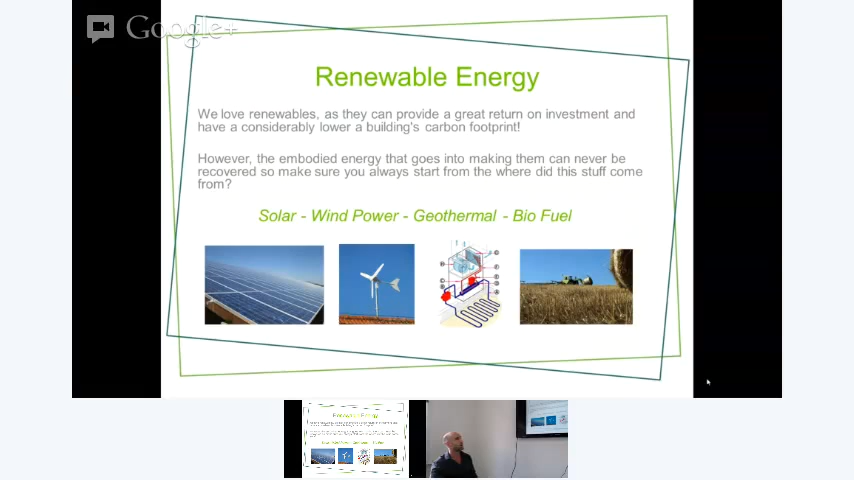 Google+
Renewable Energy
We love renewables, as they can provide a great return on investment and
have a considerably lower a building's carbon footprint!
However, the embodied energy that goes into making them can never be
recovered so make sure you always start from the where did this stuff come
from?
Solar - Wind Power - Geothermal - Bio Fuel
Renewable Energy